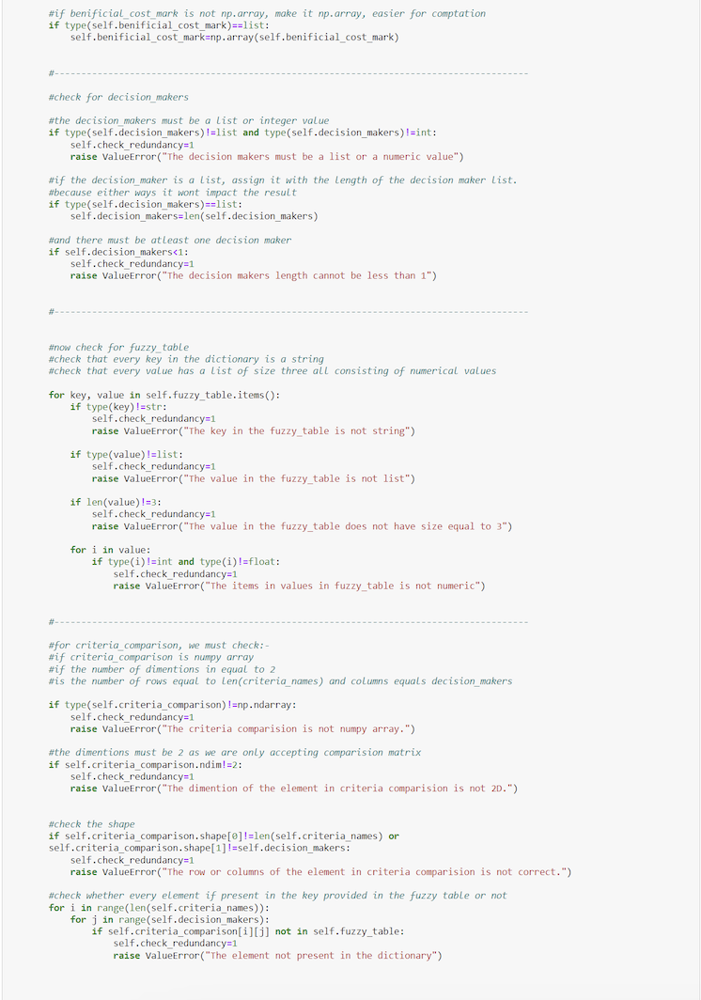 #if benificial_cost_mark is not np.array, make it np.array, easier for comptation
if type(self.benificial_cost_mark)==list:
    self.benificial_cost_mark=np.array(self.benificial_cost_mark)
#----------------------------------------------------------------------------------------
#check for decision_makers
#the decision_makers must be a list or integer value
if type(self.decision_makers)!=list and type(self.decision_makers)!=int:
    self.check_redundancy=1
    raise ValueError("The decision makers must be a list or a numeric value")
#if the decision_maker is a list, assign it with the length of the decision maker list.
#because either ways it wont impact the result
if type(self.decision_makers)==list:
    self.decision_makers=len(self.decision_makers)
#and there must be atleast one decision maker
if self.decision_makers<1:
    self.check_redundancy=1
    raise ValueError("The decision makers length cannot be less than 1")
#----------------------------------------------------------------------------------------
#now check for fuzzy_table
#check that every key in the dictionary is a string
#check that every value has a list of size three all consisting of numerical values
for key, value in self.fuzzy_table.items():
    if type(key)!=str:
        self.check_redundancy=1
        raise ValueError("The key in the fuzzy_table is not string")
    if type(value)!=list:
        self.check_redundancy=1
        raise ValueError("The value in the fuzzy_table is not list")
    if len(value)!=3:
        self.check_redundancy=1
        raise ValueError("The value in the fuzzy_table does not have size equal to 3")
    for i in value:
        if type(i)!=int and type(i)!=float:
            self.check_redundancy=1
            raise ValueError("The items in values in fuzzy_table is not numeric")
#----------------------------------------------------------------------------------------
#for criteria_comparison, we must check:-
#if criteria_comparison is numpy array
#if the number of dimentions in equal to 2
#is the number of rows equal to len(criteria_names) and columns equals decision_makers
if type(self.criteria_comparison)!=np.ndarray:
    self.check_redundancy=1
    raise ValueError("The criteria comparision is not numpy array.")
#the dimentions must be 2 as we are only accepting comparision matrix
if self.criteria_comparison.ndim!=2:
    self.check_redundancy=1
    raise ValueError("The dimention of the element in criteria comparision is not 2D.")
#check the shape
if self.criteria_comparison.shape[0]!=len(self.criteria_names) or
self.criteria_comparison.shape[1]!=self.decision_makers:
    self.check_redundancy=1
    raise ValueError("The row or columns of the element in criteria comparision is not correct.")
#check whether every element if present in the key provided in the fuzzy table or not
for i in range(len(self.criteria_names)):
    for j in range(self.decision_makers):
        if self.criteria_comparison[i][j] not in self.fuzzy_table:
            self.check_redundancy=1
            raise ValueError("The element not present in the dictionary")